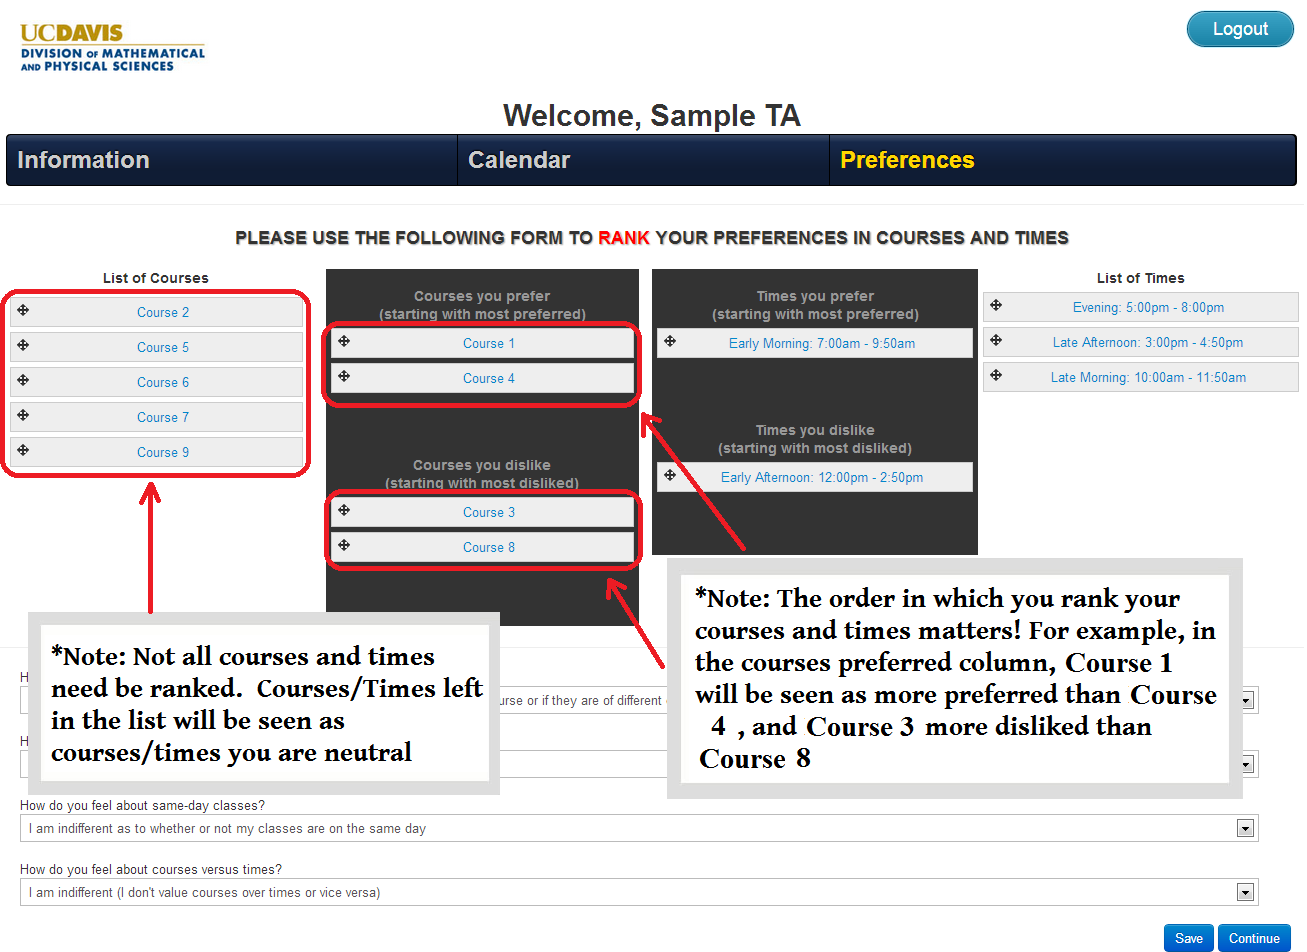 UCDAVIS
DIVISION OF MATHEMATICAL
AND PHYSICAL SCIENCES
Logout
Welcome, Sample TA
Information
Calendar
Preferences
PLEASE USE THE FOLLOWING FORM TO RANK YOUR PREFERENCES IN COURSES AND TIMES
List of Courses
Course 2
Course 5
Course 6
Course 7
Course 9
Courses you prefer
(starting with most preferred)
Course 1
Course 4
Courses you dislike
(starting with most disliked)
Course 3
Course 8
Times you prefer
(starting with most preferred)
Early Morning: 7:00am - 9:50am
Times you dislike
(starting with most disliked)
Early Afternoon: 12:00pm - 2:50pm
List of Times
Evening: 5:00pm - 8:00pm
Late Afternoon: 3:00pm - 4:50pm
Late Morning: 10:00am - 11:50am
*Note: Not all courses and times
need be ranked. Courses/Times left
in the list will be seen as
courses/times you are neutral
*Note: The order in which you rank your
courses and times matters! For example, in
the courses preferred column, Course 1
will be seen as more preferred than Course
4 , and Course 3 more disliked than
Course 8
or if they are of different
How do you feel about same-day classes?
I am indifferent as to whether or not my classes are on the same day
How do you feel about courses versus times?
I am indifferent (I don't value courses over times or vice versa)
Save
Continue